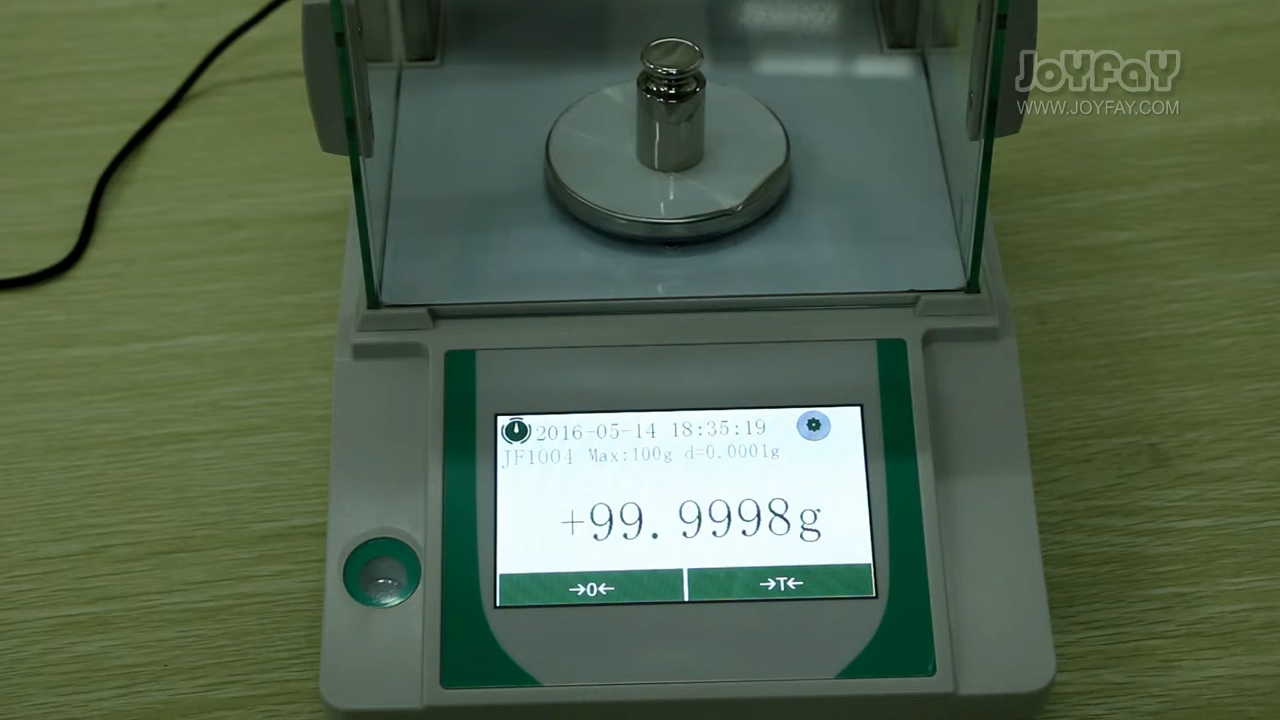 JOYFAY
WWW.JOYFAY.COM
2016-05-14 18:35:19
JF1004 Max:100g d=0.0001g
+99.9998g
→0← →T←